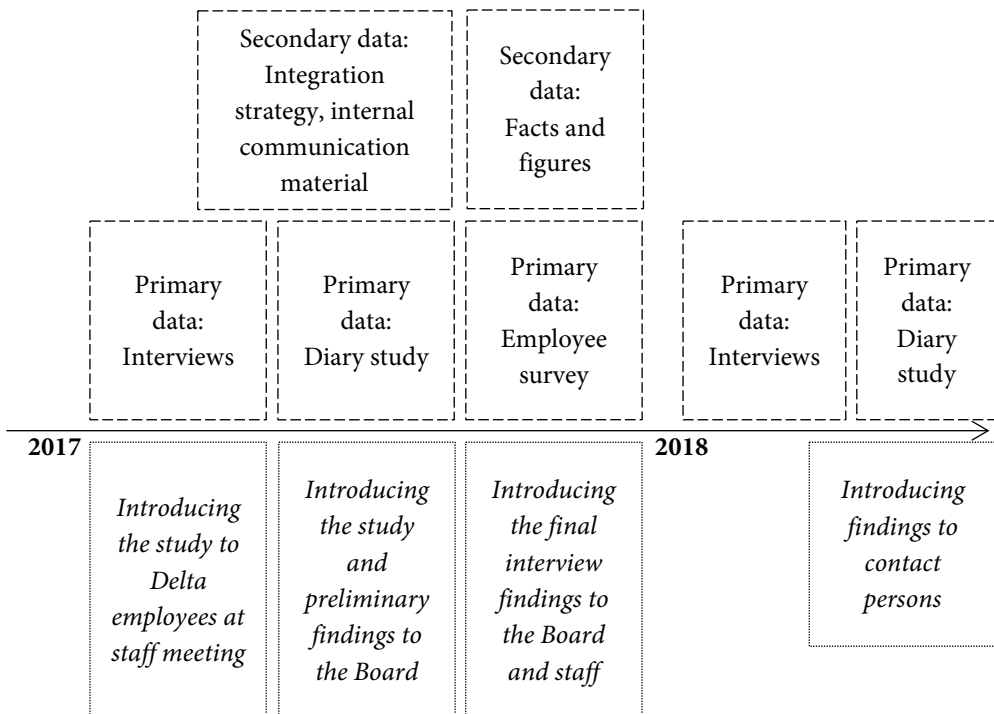 Secondary data:
Integration
strategy, internal
communication
material
Secondary
data:
Facts and
figures
Primary
data:
Interviews
Primary
data:
Diary study
Primary
data:
Employee
survey
Primary
data:
Interviews
Primary
data:
Diary
study
2017
2018
Introducing
the study to
Delta
employees at
staff meeting
Introducing
the study
and
preliminary
findings to
the Board
Introducing
the final
interview
findings to
the Board
and staff
Introducing
findings to
contact
persons